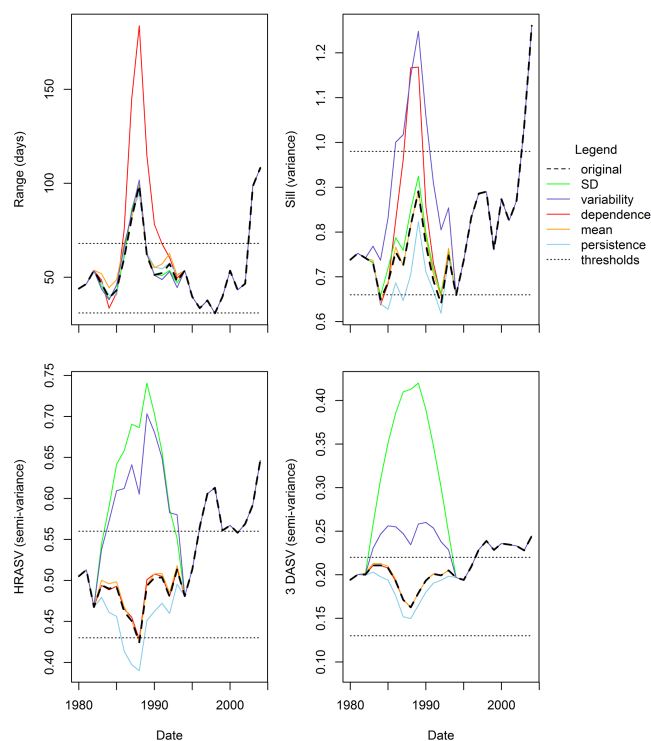 Range (days)
50
100
150
Sill (variance)
0.6
0.7
0.8
0.9
1.0
1.1
1.2
Legend
original
SD
variability
dependence
mean
persistence
thresholds
HRASV (semi-variance)
0.40
0.45
0.50
0.55
0.60
0.65
0.70
0.75
1980
1990
2000
Date
3 DASV (semi-variance)
0.10
0.15
0.20
0.25
0.30
0.35
0.40
1980
1990
2000
Date